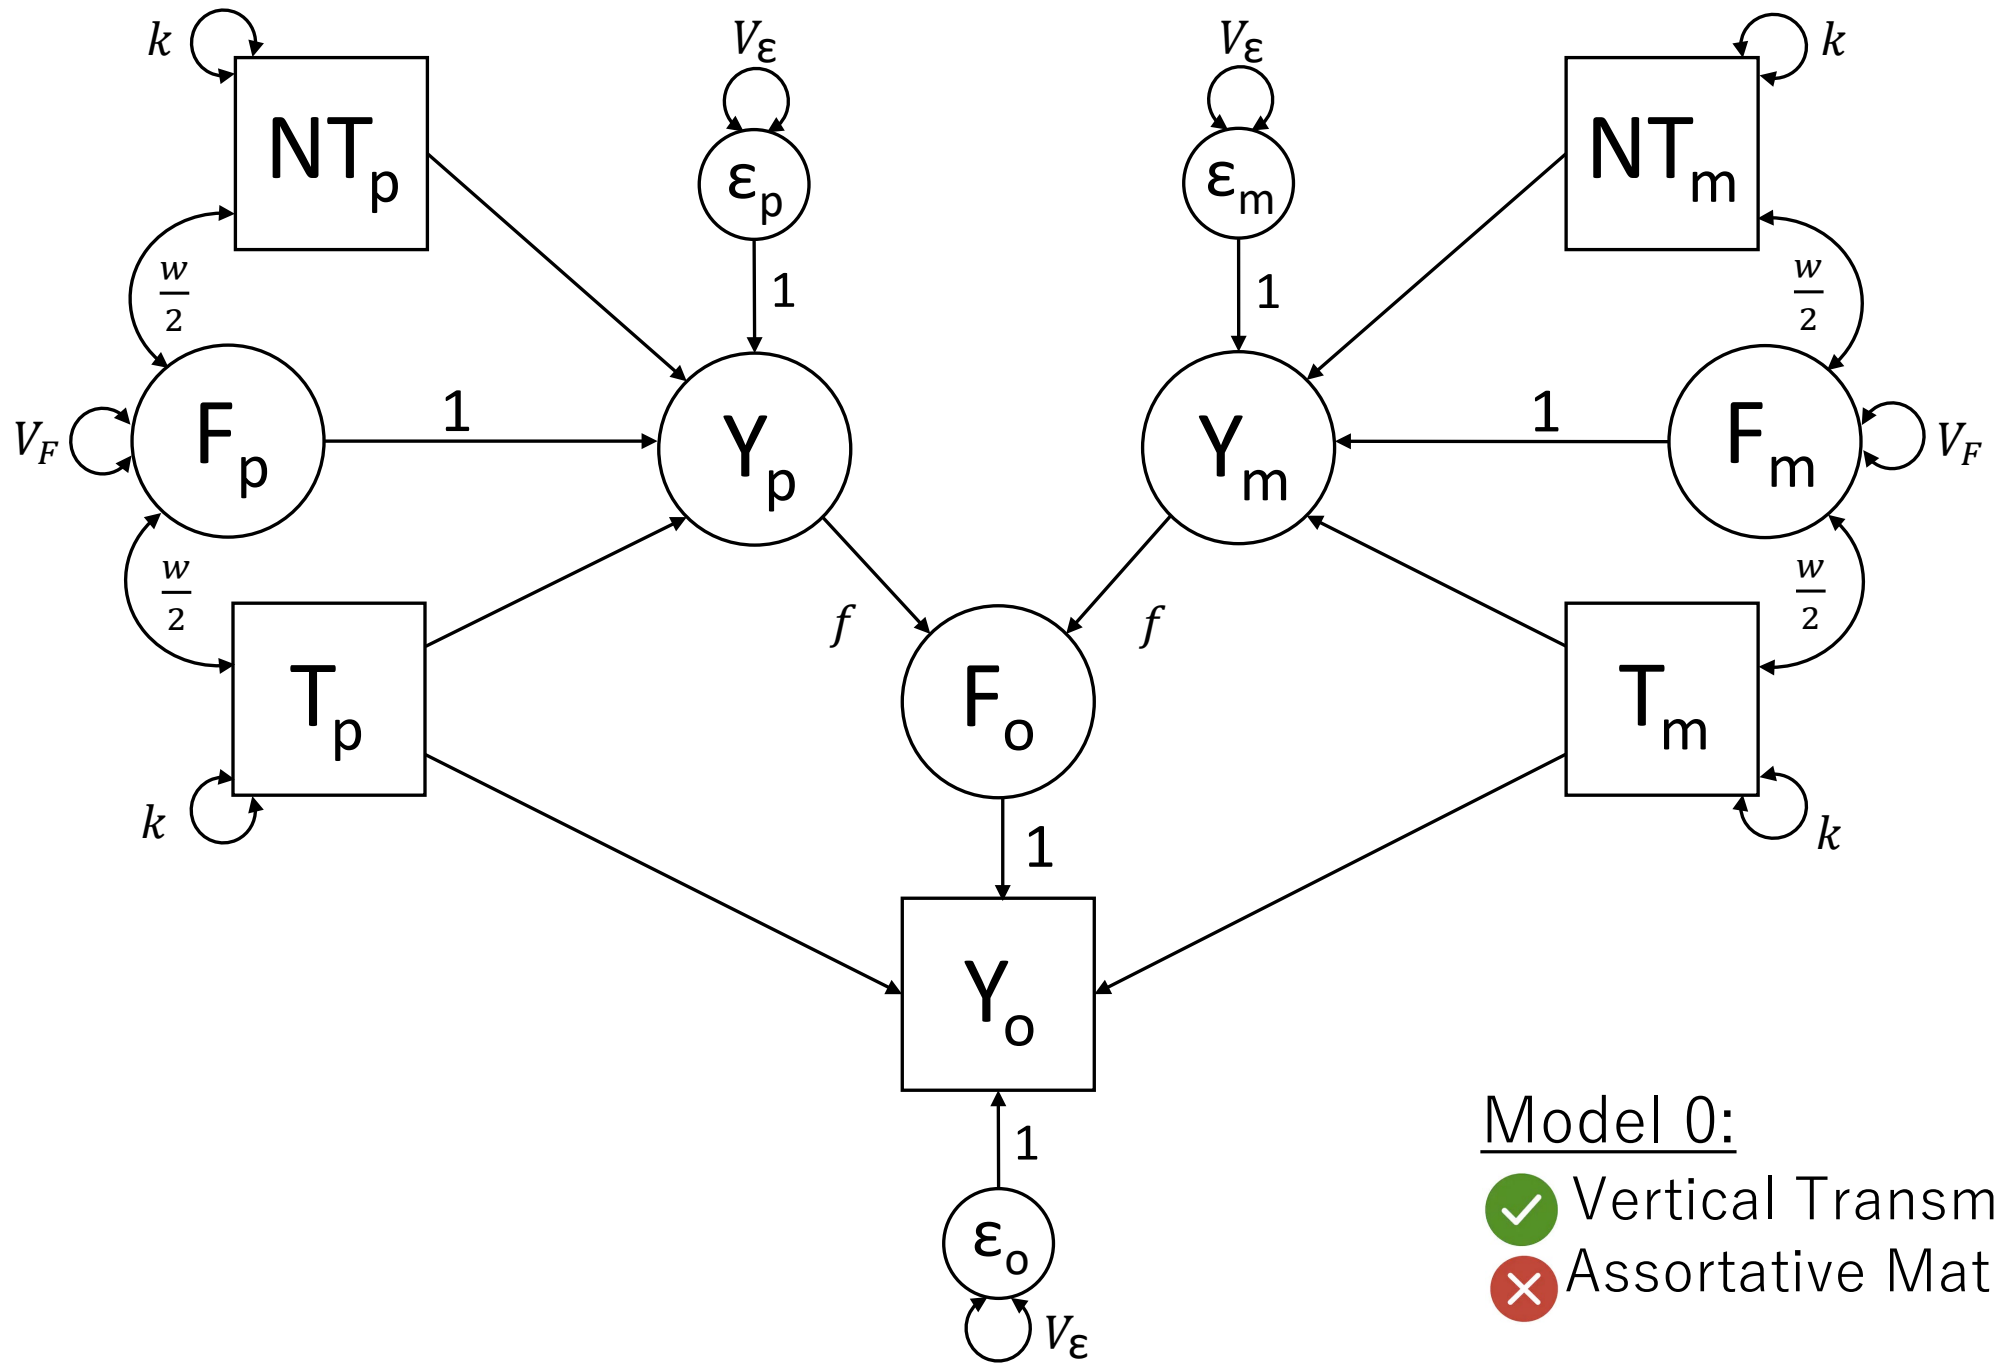 k
NTp
w/2
Fp
VF
w/2
Tp
k
Vε
εp
1
1
Yp
f
Vε
εm
1
1
Ym
f
NTm
k
w/2
Fm
VF
w/2
Tm
k
Fo
1
Yo
1
εo
Vε
Model 0:
Vertical Transm
Assortative Mat